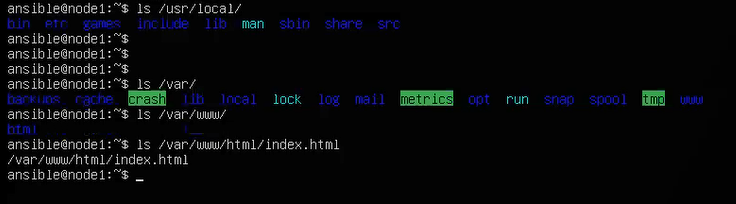 ansible@node1:~$ ls /usr/local/
bin etc games include lib man sbin share src
ansible@node1:~$
ansible@node1:~$
ansible@node1:~$
ansible@node1:~$ ls /var/
backups cache crash lib local lock log mail metrics opt run snap spool tmp www
ansible@node1:~$ ls /var/www/
html
ansible@node1:~$ ls /var/www/html/index.html
/var/www/html/index.html
ansible@node1:~$ _